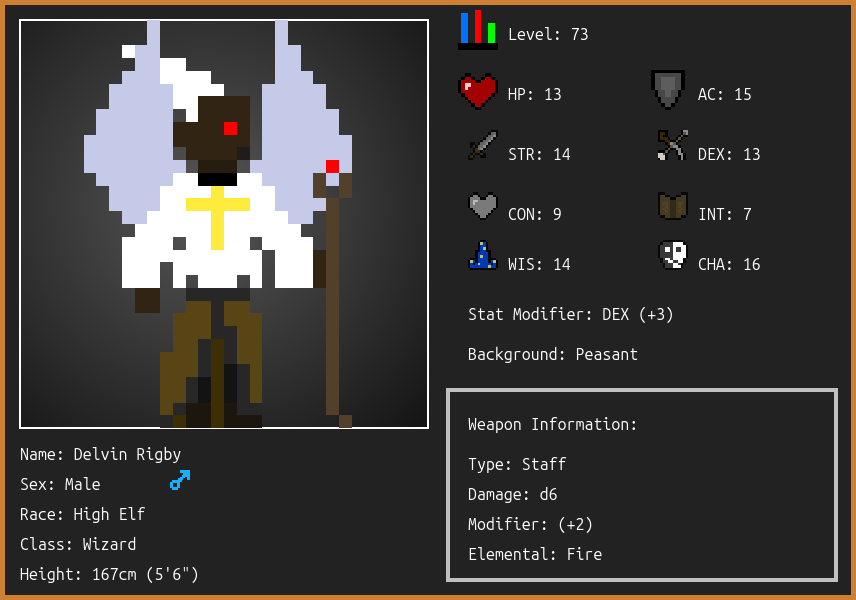 Level: 73
HP: 13
AC: 15
STR: 14
DEX: 13
CON: 9
INT: 7
WIS: 14
CHA: 16
Stat Modifier: DEX (+3)
Background: Peasant
Weapon Information:
Type: Staff
Damage: d6
Modifier: (+2)
Elemental: Fire
Name: Delvin Rigby
Sex: Male
Race: High Elf
Class: Wizard
Height: 167cm (5'6")